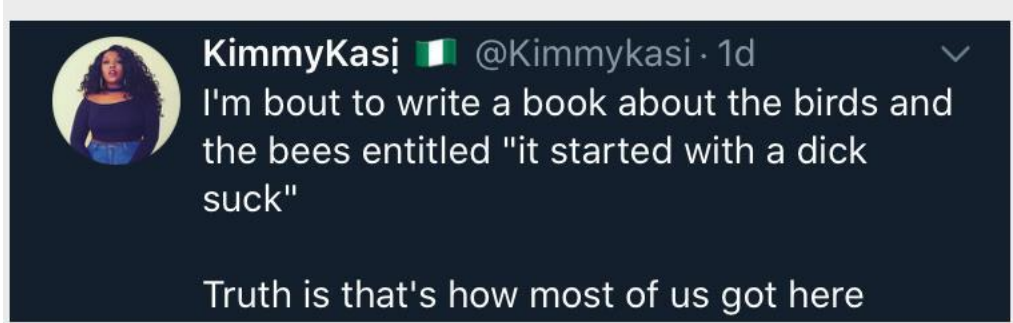 KimmyKasị 🇳🇬 @Kimmykasi · 1d
I'm bout to write a book about the birds and
the bees entitled "it started with a dick
suck"
Truth is that's how most of us got here